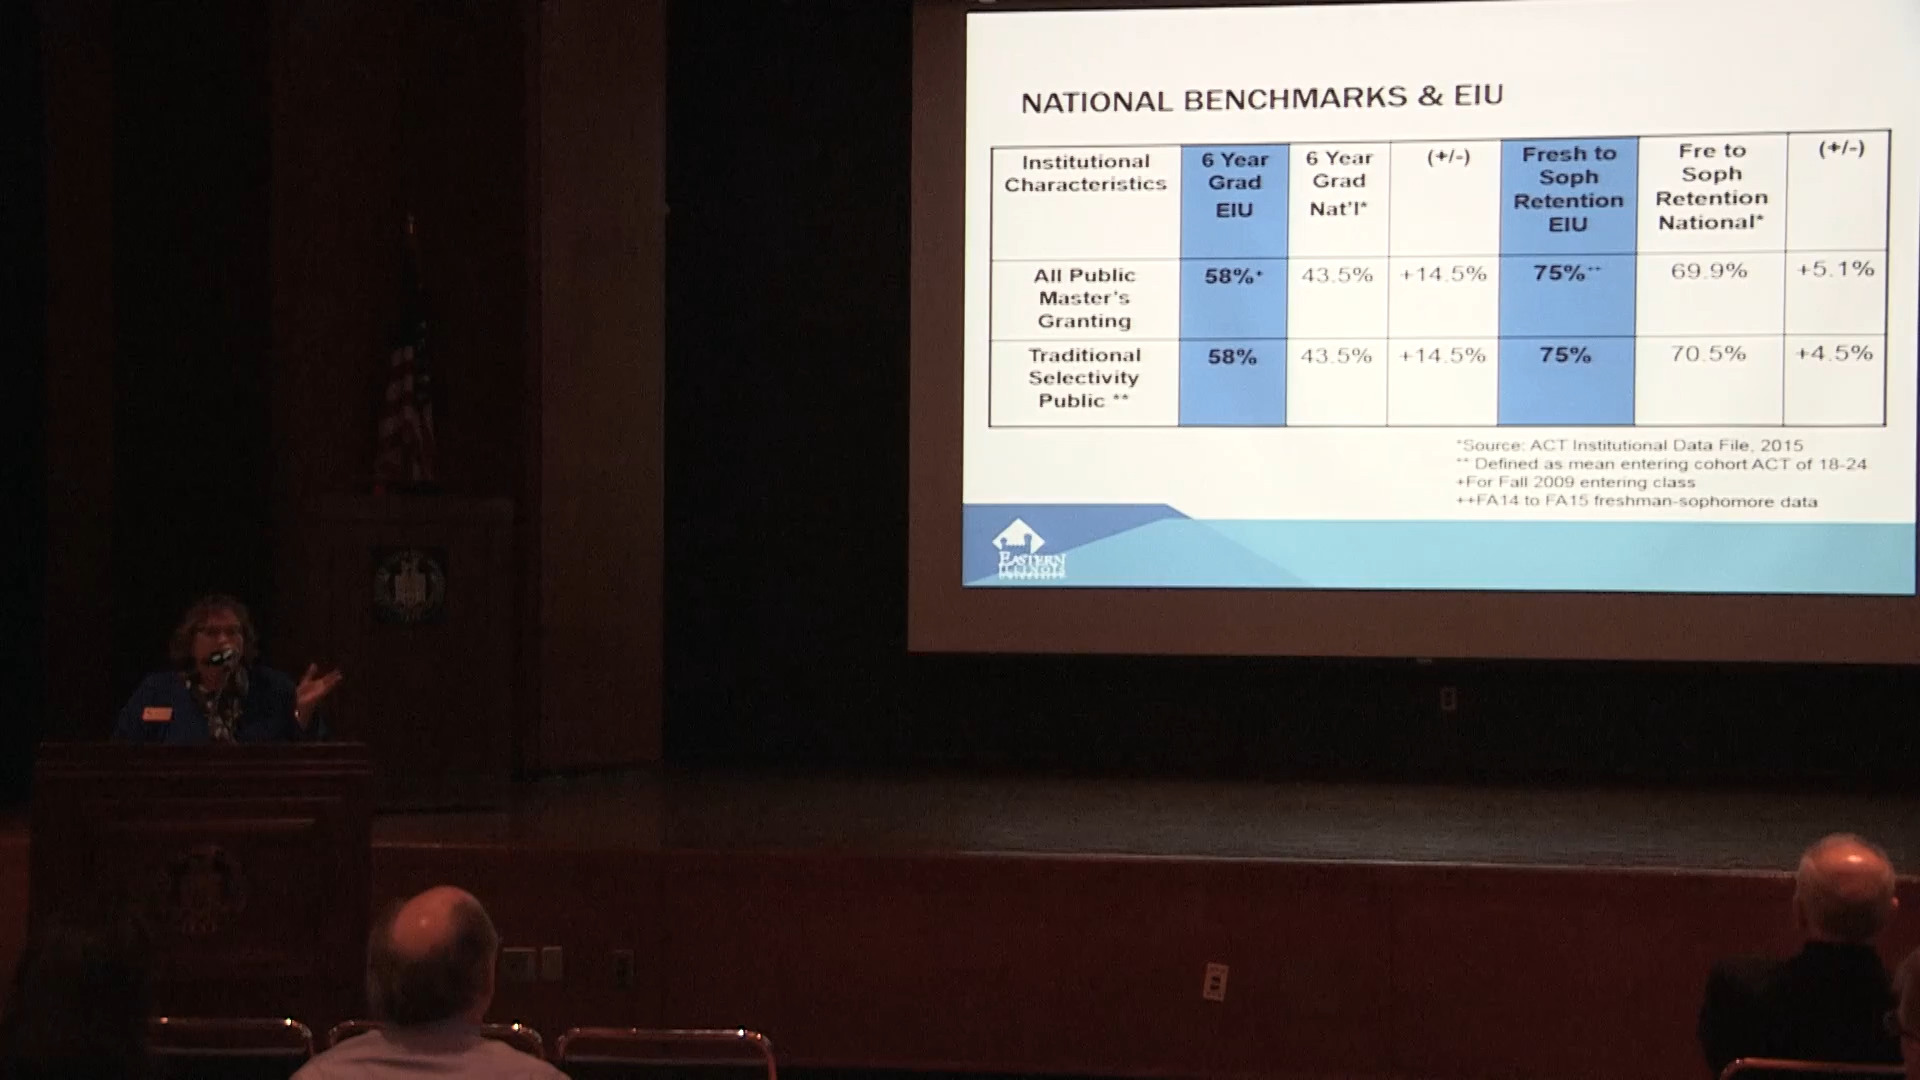 NATIONAL BENCHMARKS & EIU
Institutional
Characteristics
6 Year
Grad
EIU
6 Year
Grad
Nat'l*
(+/-)
Fresh to
Soph
Retention
EIU
Fre to
Soph
Retention
National*
(+/-)
All Public
Master's
Granting
58%+
43.5%
+14.5%
75%++
69.9%
+5.1%
Traditional
Selectivity
Public **
58%
43.5%
+14.5%
75%
70.5%
+4.5%
*Source: ACT Institutional Data File, 2015
** Defined as mean entering cohort ACT of 18-24
+For Fall 2009 entering class
++FA14 to FA15 freshman-sophomore data
EASTERN
ILLINOIS